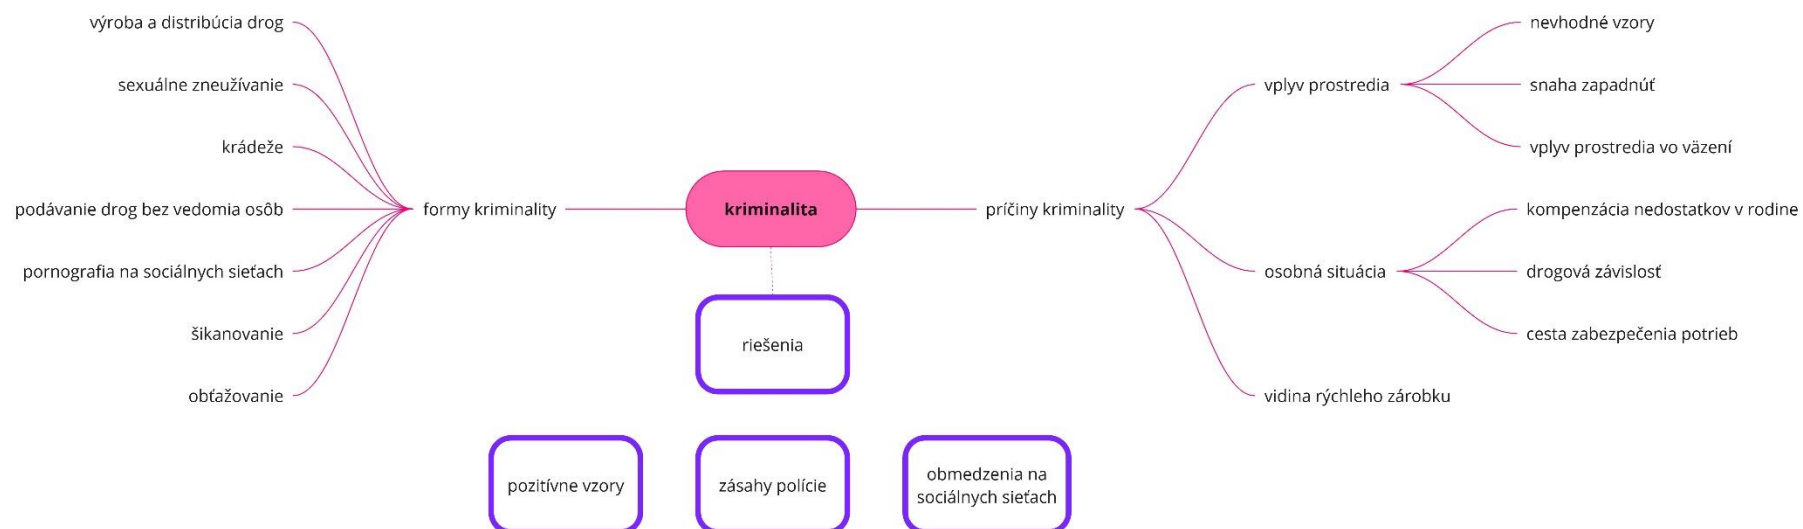 výroba a distribúcia drog
sexuálne zneužívanie
krádeže
podávanie drog bez vedomia osôb
pornografia na sociálnych sieťach
šikanovanie
obťažovanie
formy kriminality
kriminalita
príčiny kriminality
vplyv prostredia
nevhodné vzory
snaha zapadnúť
vplyv prostredia vo väzení
osobná situácia
kompenzácia nedostatkov v rodine
drogová závislosť
cesta zabezpečenia potrieb
vidina rýchleho zárobku
riešenia
pozitívne vzory
zásahy polície
obmedzenia na
sociálnych sieťach